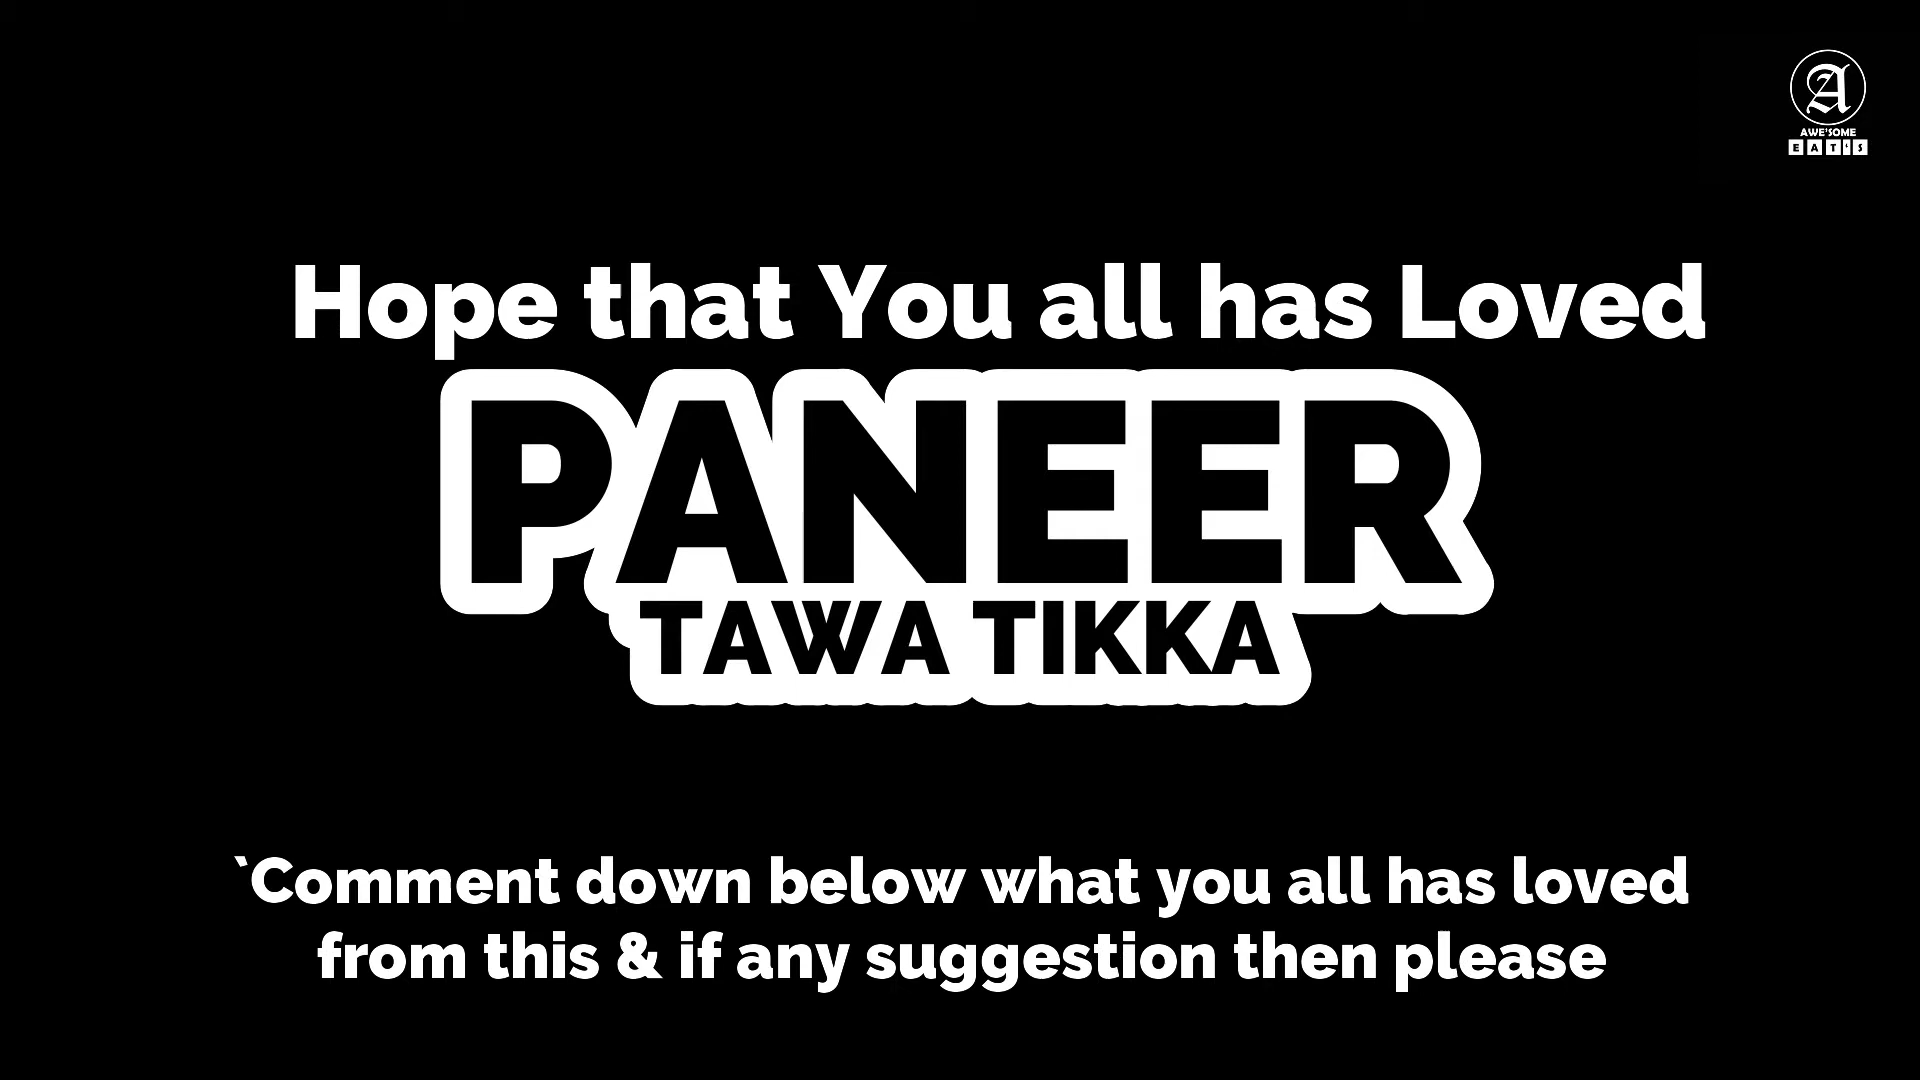 A
AWE'SOME
EAT'S
Hope that You all has Loved
PANEER
TAWA TIKKA
`Comment down below what you all has loved
from this & if any suggestion then please